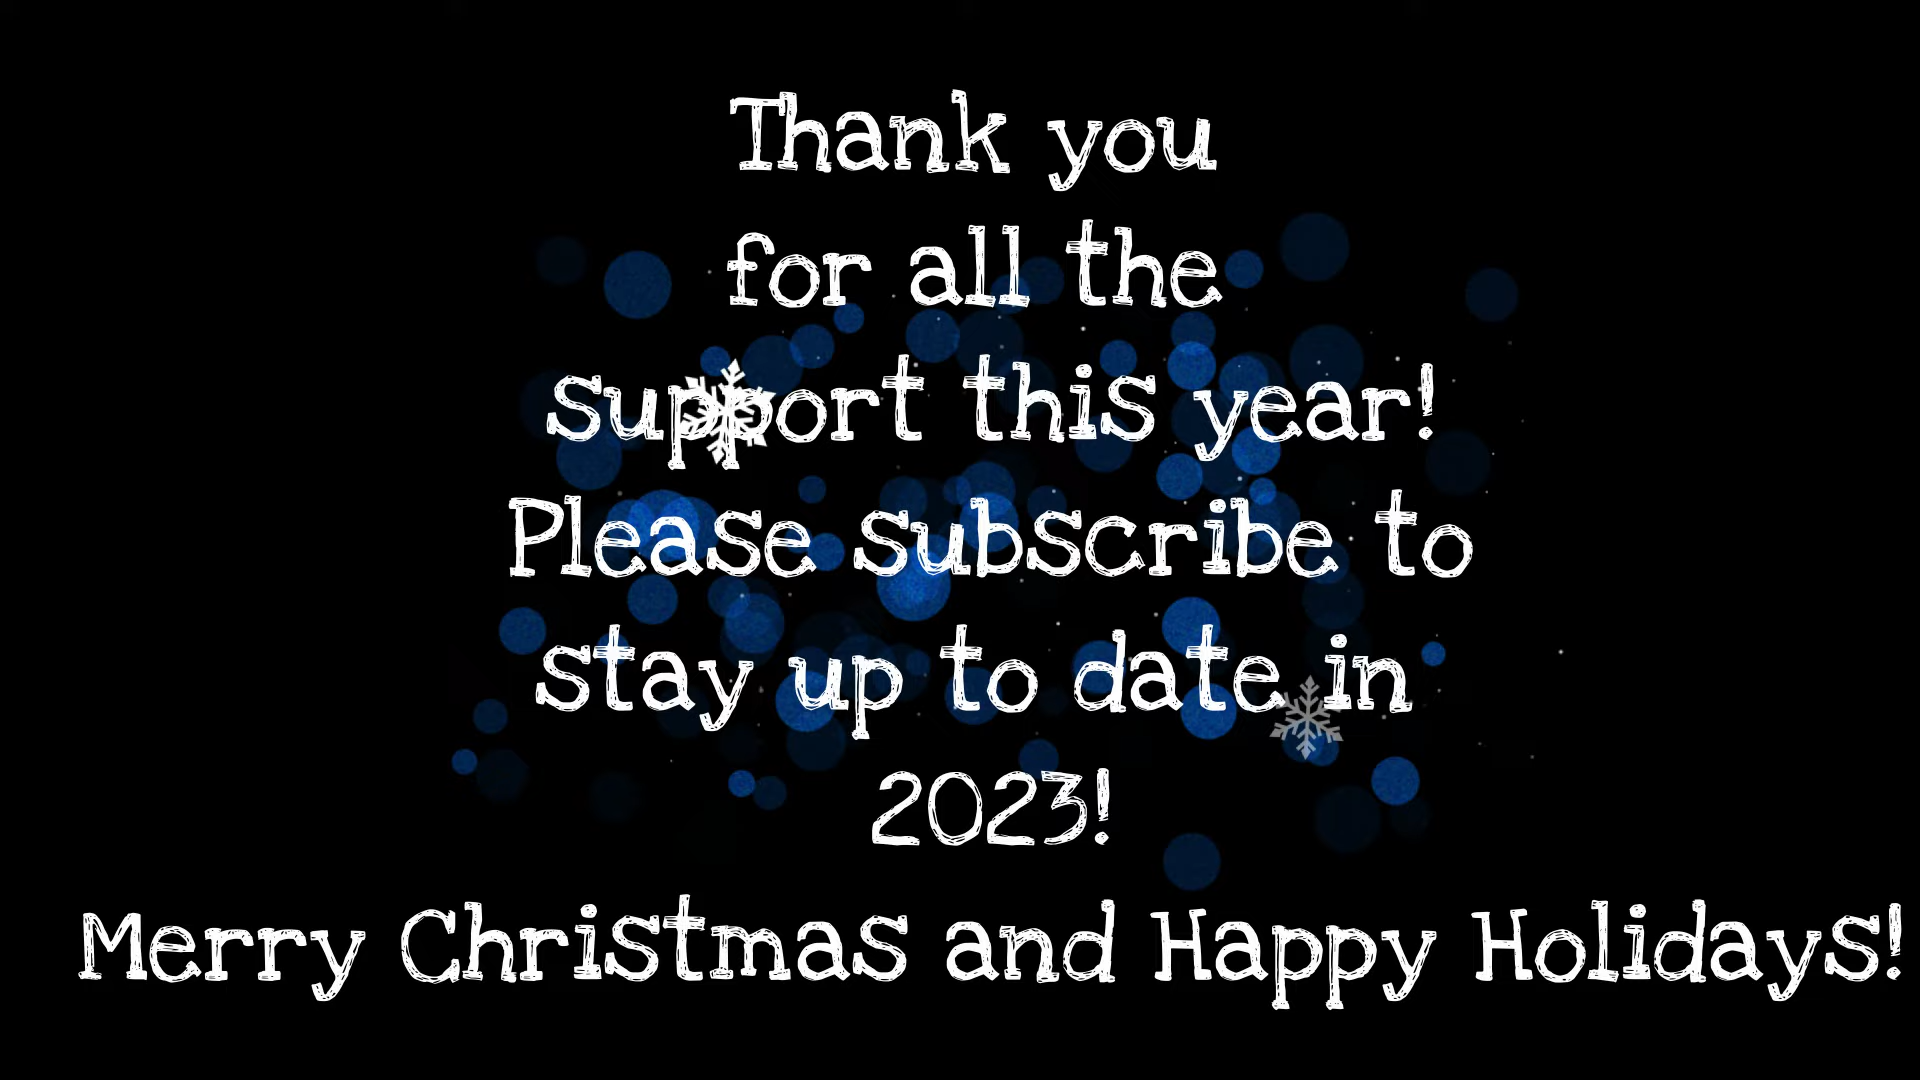 Thank you
for all the
support this year!
Please subscribe to
stay up to date in
2023!
Merry Christmas and Happy Holidays!